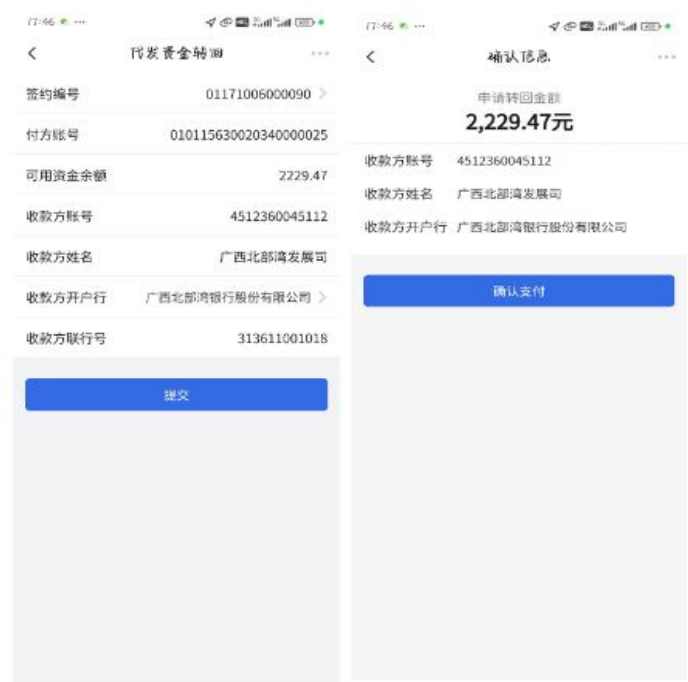 17:46
代发资金转回
签约编号 01171006000090
付方账号 010115630020340000025
可用资金余额 2229.47
收款方账号 4512360045112
收款方姓名 广西北部湾发展司
收款方开户行 广西北部湾银行股份有限公司
收款方联行号 313611001018
提交
17:46
确认信息
申请转回金额
2,229.47元
收款方账号 4512360045112
收款方姓名 广西北部湾发展司
收款方开户行 广西北部湾银行股份有限公司
确认支付